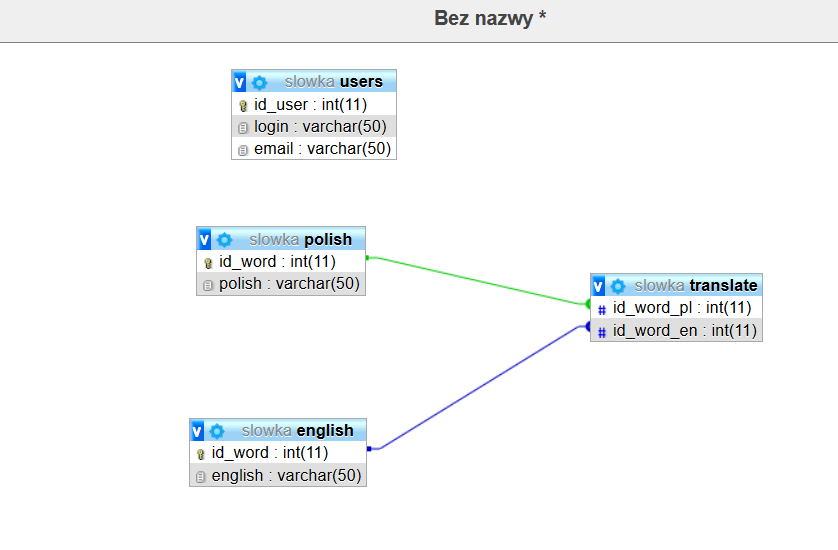 Bez nazwy *
v slowka users
id_user : int(11)
login : varchar(50)
email : varchar(50)
v slowka polish
id_word : int(11)
polish : varchar(50)
v slowka translate
# id_word_pl : int(11)
# id_word_en : int(11)
v slowka english
id_word : int(11)
english : varchar(50)